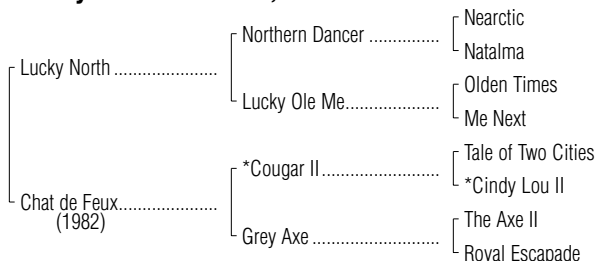 Nearctic
Northern Dancer ................
Natalma
Lucky North .......................
Olden Times
Lucky Ole Me.....................
Me Next
Tale of Two Cities
*Cougar II..........................
*Cindy Lou II
Chat de Feux......................
(1982)
The Axe II
Grey Axe ............................
Royal Escapade